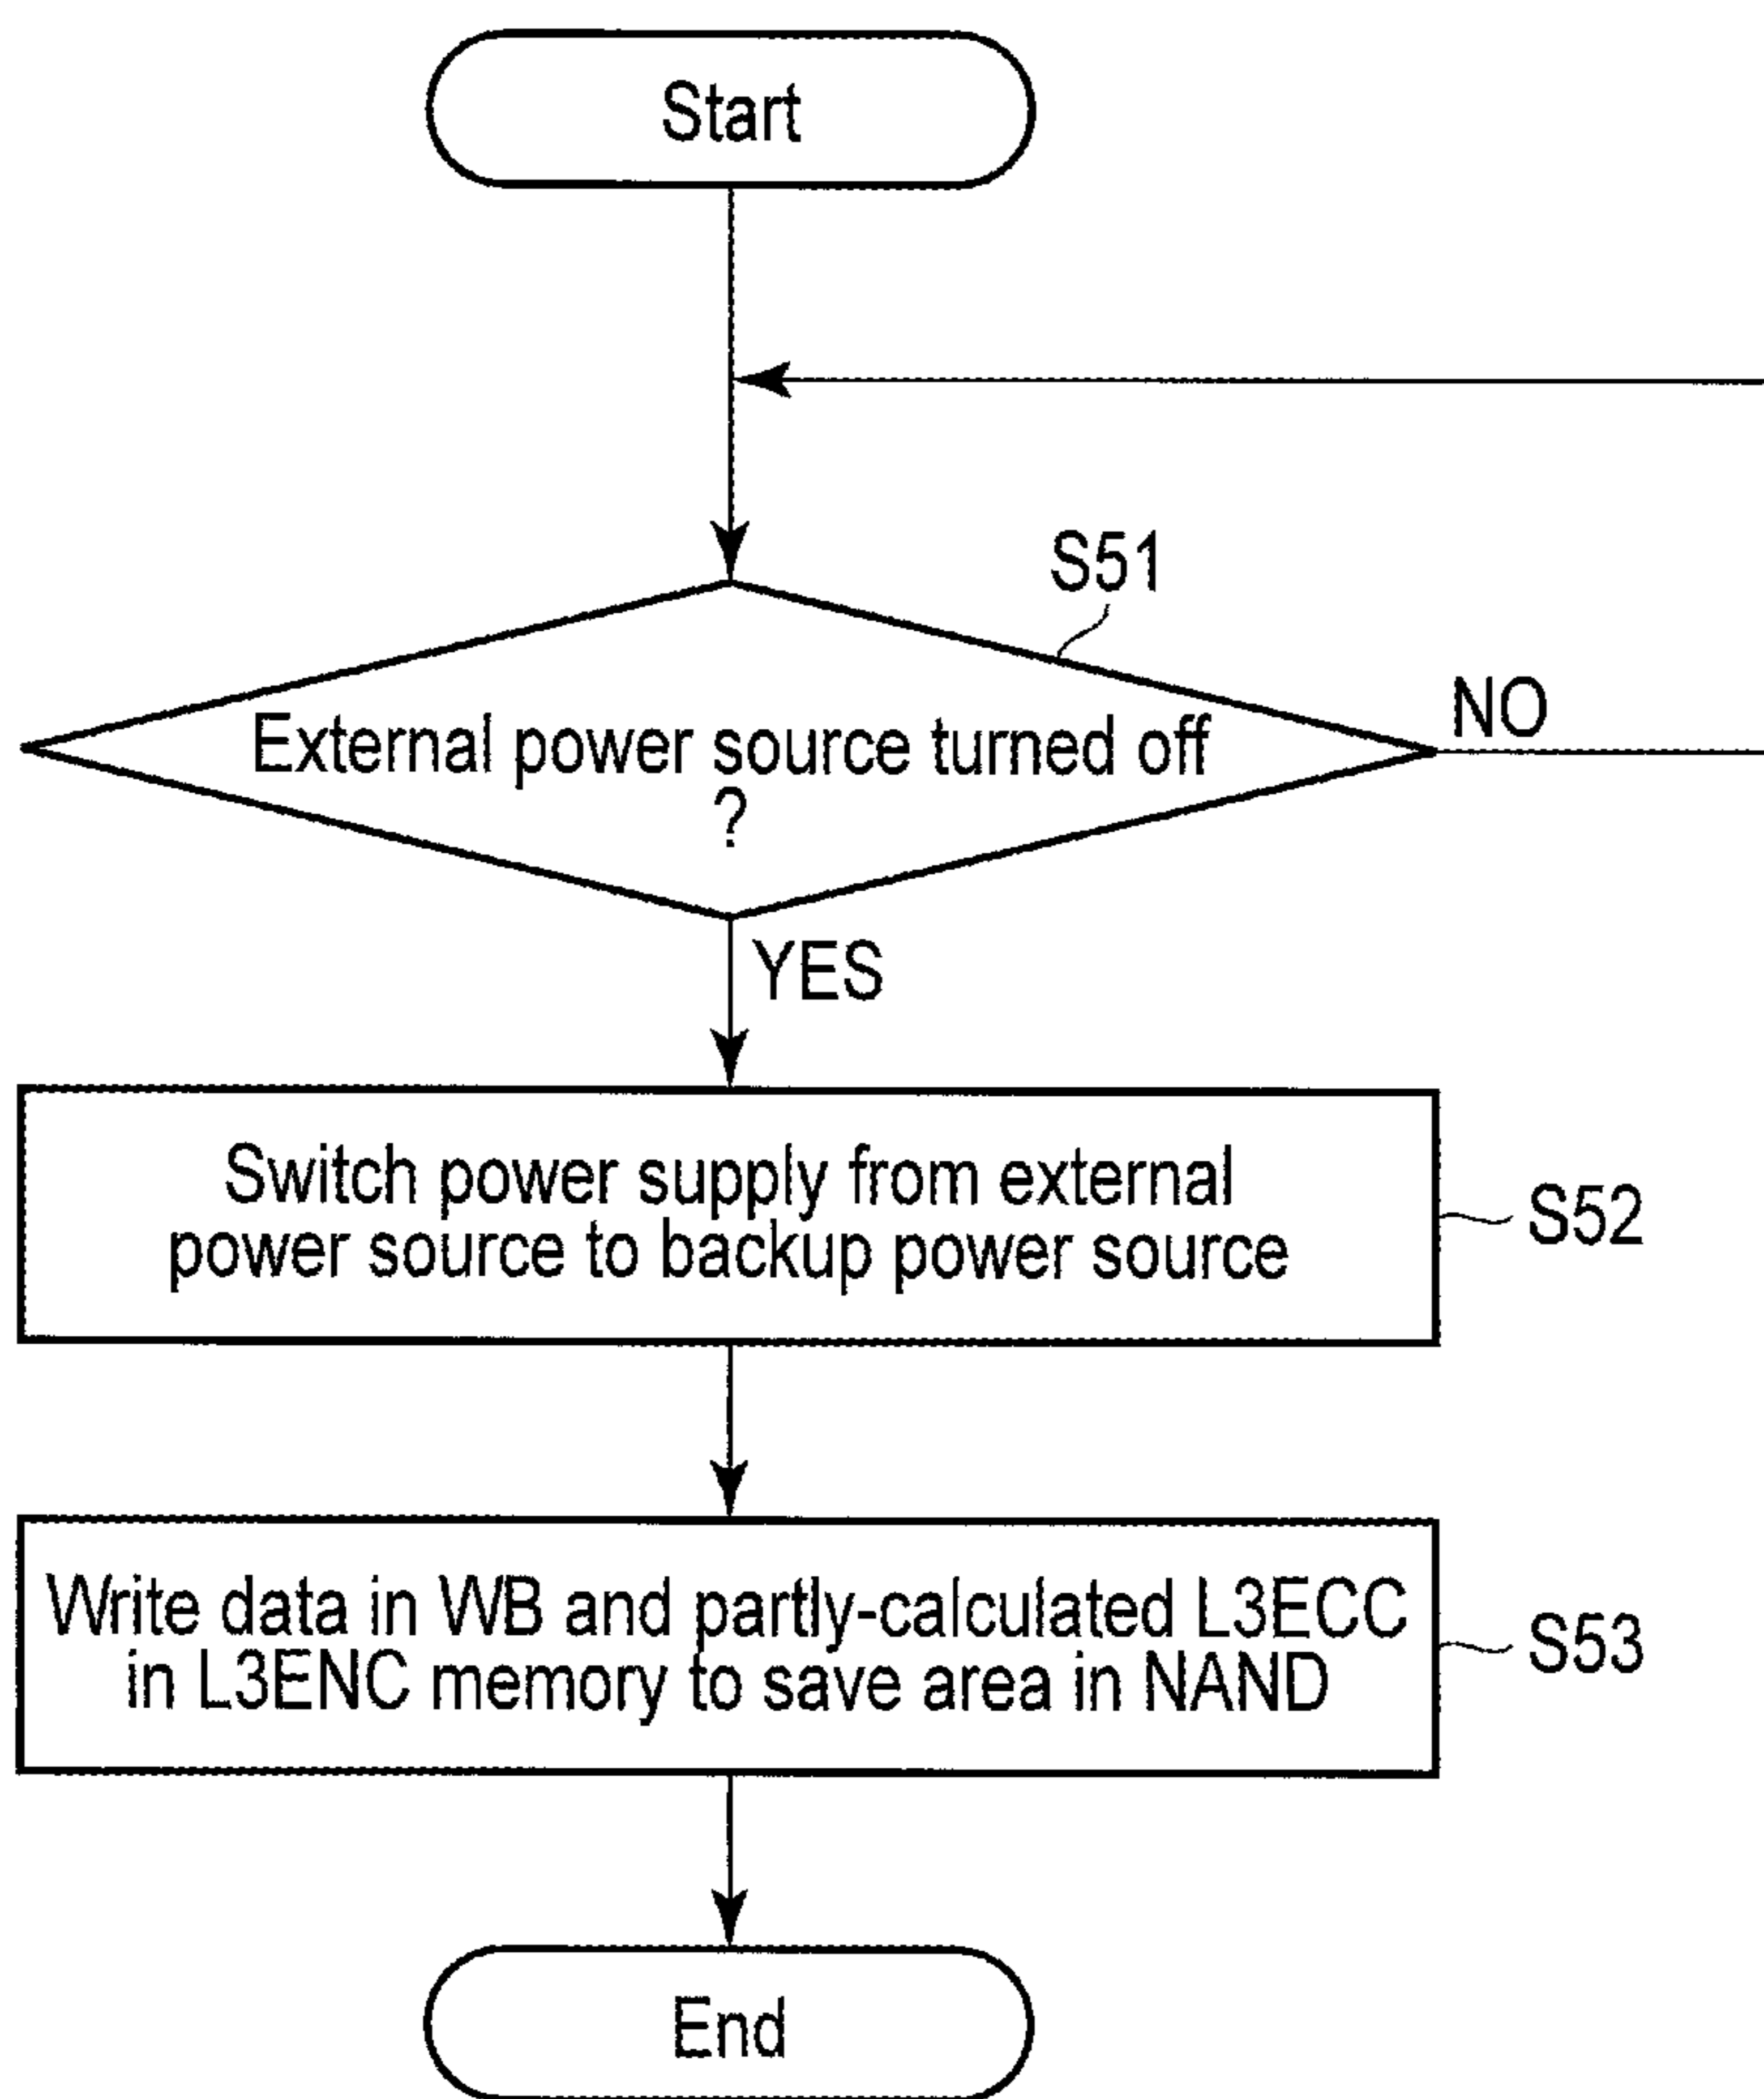 Start
S51
External power source turned off
?
NO
YES
Switch power supply from external
power source to backup power source
S52
Write data in WB and partly-calculated L3ECC
in L3ENC memory to save area in NAND
S53
End